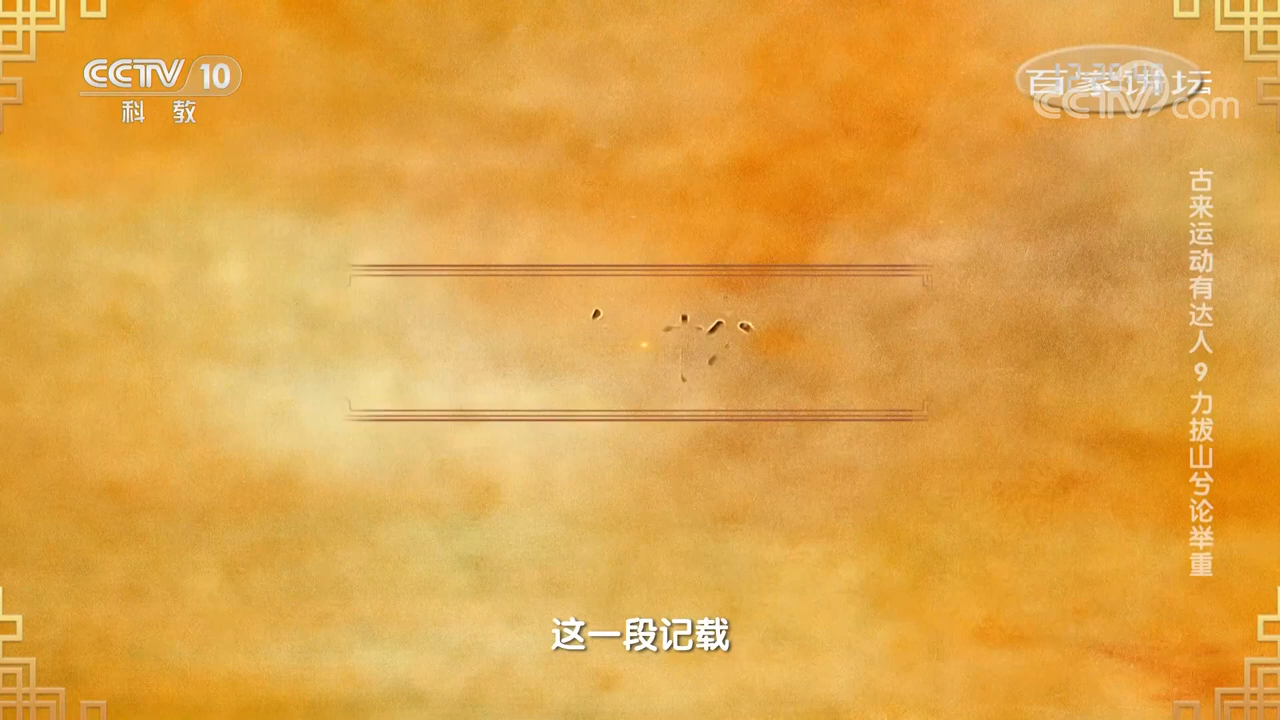 CCTV 10
科教
百家讲坛
CCTV.com
古来运动有达人 9 力拔山兮论举重
这一段记载